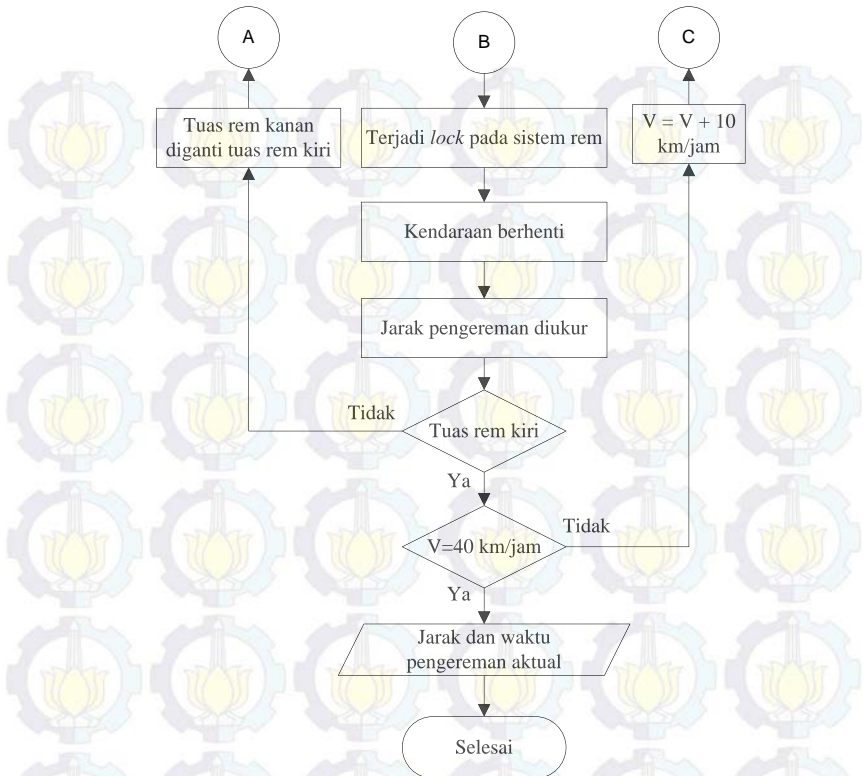 A
B
C
Tuas rem kanan
diganti tuas rem kiri
Terjadi lock pada sistem rem
V = V + 10
km/jam
Kendaraan berhenti
Jarak pengereman diukur
Tidak
Tuas rem kiri
Ya
V=40 km/jam
Tidak
Ya
Jarak dan waktu
pengereman aktual
Selesai